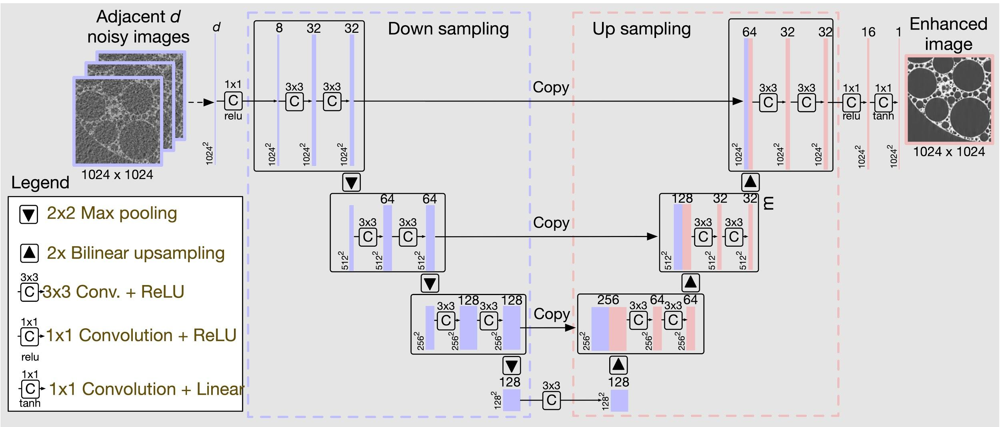 Adjacent d
noisy images
1024 x 1024
d
1024²
1x1
C
relu
Down sampling
8
32
32
1024²
3x3
C
1024²
3x3
C
1024²
Copy
Up sampling
64
32
32
1024²
3x3
C
1024²
3x3
C
1024²
1x1
C
relu
16
1024²
1x1
C
tanh
1
1024²
Enhanced
image
1024 x 1024
64
64
512²
3x3
C
512²
3x3
C
512²
Copy
128
32
32
512²
3x3
C
512²
3x3
C
512²
m
128
128
256²
3x3
C
256²
3x3
C
256²
Copy
256
64
64
256²
3x3
C
256²
3x3
C
256²
128
128²
3x3
C
128
128²
Legend
2x2 Max pooling
2x Bilinear upsampling
3x3
C
3x3 Conv. + ReLU
1x1
C
relu
1x1 Convolution + ReLU
1x1
C
tanh
1x1 Convolution + Linear